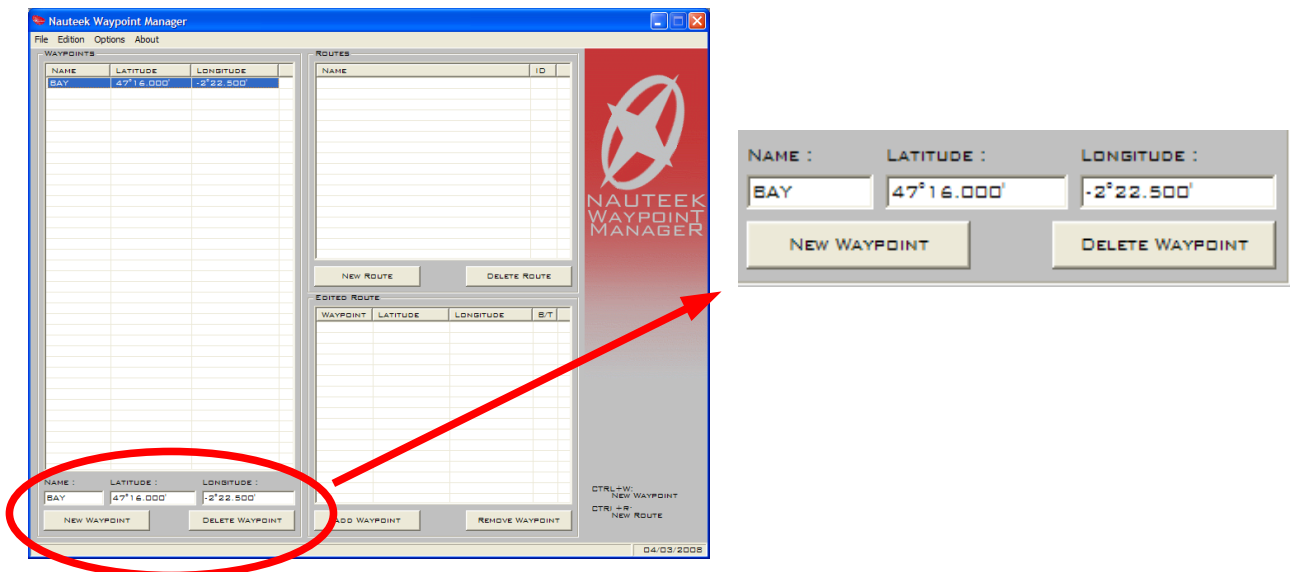 Nauteek Waypoint Manager
File Edition Options About
WAYPOINTS
NAME LATITUDE LONGITUDE
BAY 47°16.000' -2°22.500'
NAME : LATITUDE : LONGITUDE :
BAY 47°16.000' -2°22.500'
NEW WAYPOINT DELETE WAYPOINT
ROUTES
NAME ID
NEW ROUTE DELETE ROUTE
EDITED ROUTE
WAYPOINT LATITUDE LONGITUDE B/T
ADD WAYPOINT REMOVE WAYPOINT
NAUTEEK
WAYPOINT
MANAGER
CTRL+W:
NEW WAYPOINT
CTRL+R:
NEW ROUTE
04/03/2008
NAME : LATITUDE : LONGITUDE :
BAY 47°16.000' -2°22.500'
NEW WAYPOINT DELETE WAYPOINT